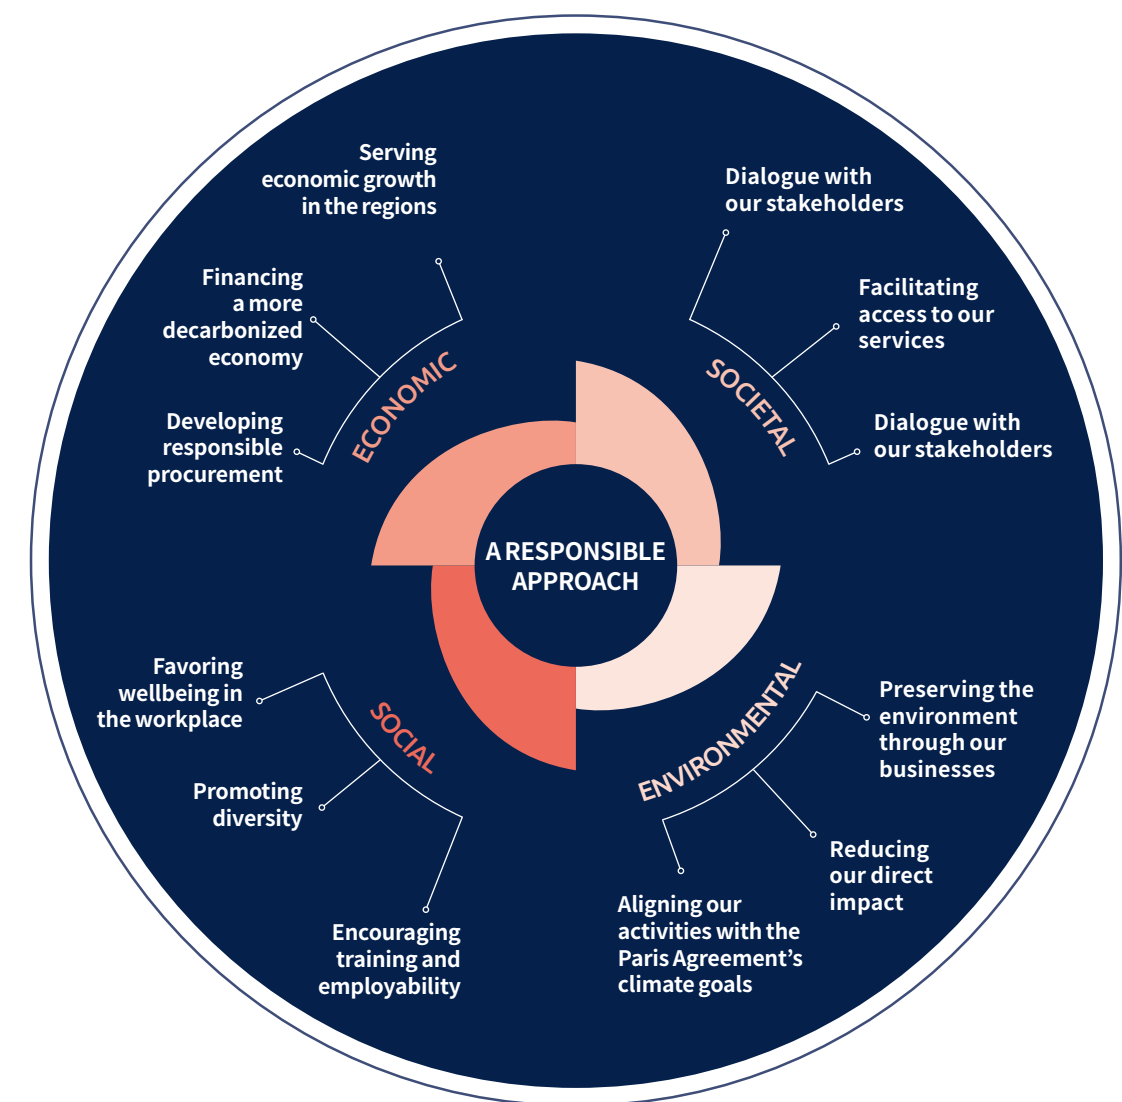 Serving
economic growth
in the regions
Financing
a more
decarbonized
economy
Developing
responsible
procurement
ECONOMIC
Dialogue with
our stakeholders
Facilitating
access to our
services
Dialogue with
our stakeholders
SOCIETAL
A RESPONSIBLE
APPROACH
Favoring
wellbeing in
the workplace
Promoting
diversity
Encouraging
training and
employability
SOCIAL
ENVIRONMENTAL
Preserving the
environment
through our
businesses
Reducing
our direct
impact
Aligning our
activities with the
Paris Agreement’s
climate goals